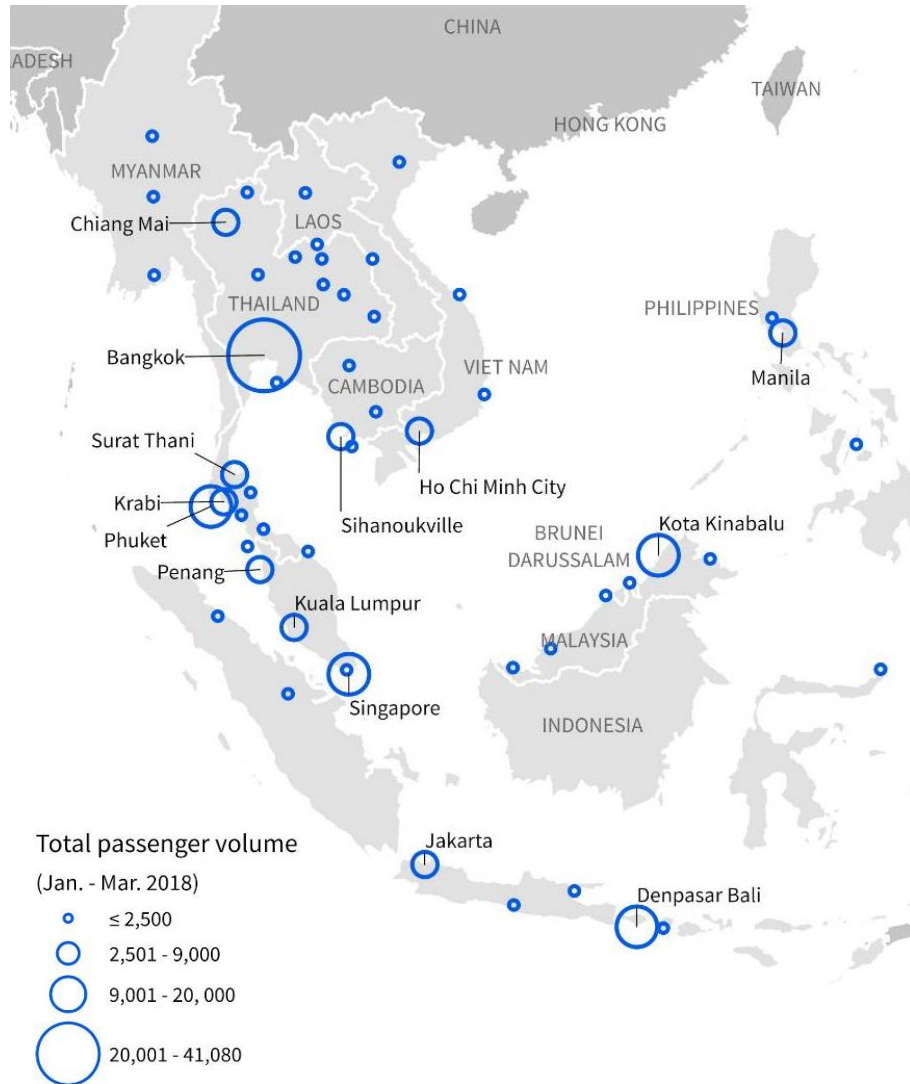 CHINA
ADESH
TAIWAN
HONG KONG
MYANMAR
Chiang Mai
LAOS
THAILAND
PHILIPPINES
Bangkok
VIET NAM
CAMBODIA
Manila
Surat Thani
Ho Chi Minh City
Krabi
Sihanoukville
Phuket
Kota Kinabalu
BRUNEI
DARUSSALAM
Penang
Kuala Lumpur
MALAYSIA
Singapore
INDONESIA
Total passenger volume
(Jan. - Mar. 2018)
Jakarta
Denpasar Bali
≤ 2,500
2,501 - 9,000
9,001 - 20, 000
20,001 - 41,080